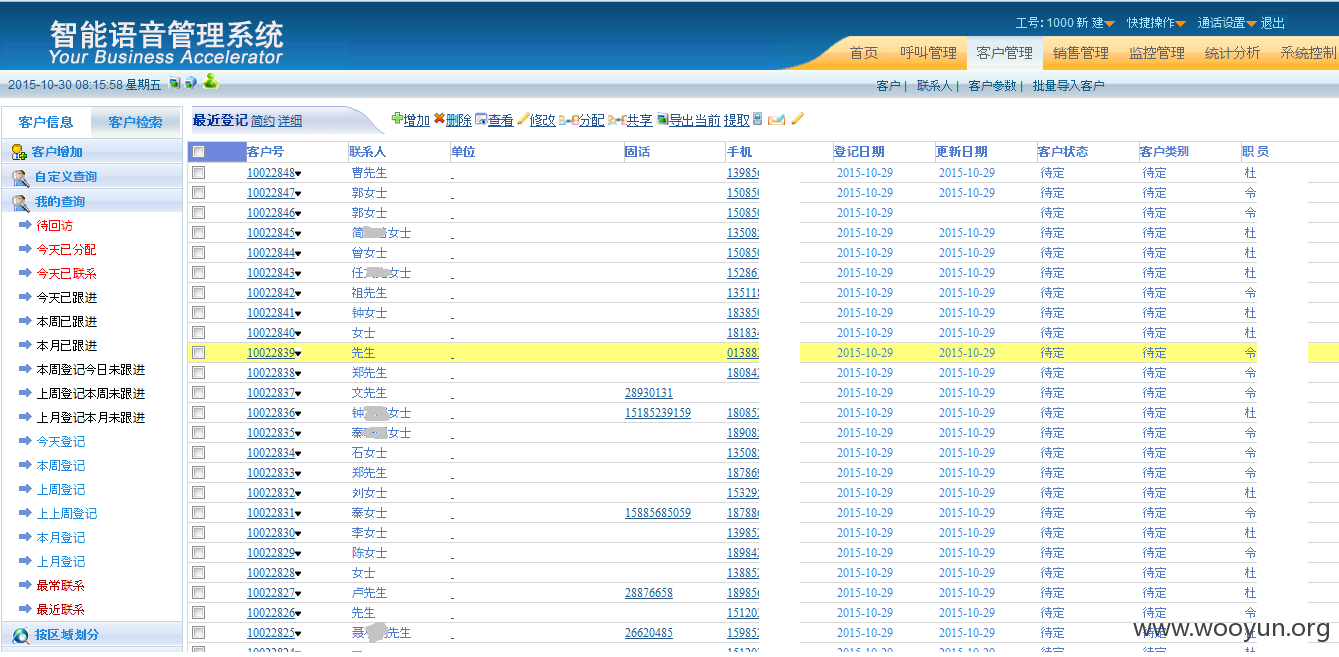 智能语音管理系统
Your Business Accelerator
工号: 1000 新 建 快捷操作 通话设置 退出
首页 呼叫管理 客户管理 销售管理 监控管理 统计分析 系统控制
2015-10-30 08:15:58 星期五
客户 | 联系人 | 客户参数 | 批量导入客户
客户信息 客户检索
客户增加
自定义查询
我的查询
待回访
今天已分配
今天已联系
今天已跟进
本周已跟进
本月已跟进
本周登记今日未跟进
上周登记本周未跟进
上月登记本月未跟进
今天登记
本周登记
上周登记
上上周登记
本月登记
上月登记
最常联系
最近联系
按区域划分
最近登记 简约 详细 增加 删除 查看 修改 分配 共享 导出当前 提取
客户号 联系人 单位 固话 手机 登记日期 更新日期 客户状态 客户类别 职 员
10022848 曹先生 13985 2015-10-29 2015-10-29 待定 待定 杜
10022847 郭女士 15085 2015-10-29 2015-10-29 待定 待定 令
10022846 郭女士 15085 2015-10-29 待定 待定 令
10022845 简 女士 13508 2015-10-29 2015-10-29 待定 待定 杜
10022844 曾女士 15085 2015-10-29 2015-10-29 待定 待定 杜
10022843 任 女士 15286 2015-10-29 2015-10-29 待定 待定 杜
10022842 祖先生 13511 2015-10-29 2015-10-29 待定 待定 令
10022841 钟女士 18385 2015-10-29 2015-10-29 待定 待定 杜
10022840 女士 18183 2015-10-29 2015-10-29 待定 待定 杜
10022839 先生 01388 2015-10-29 2015-10-29 待定 待定 令
10022838 郑先生 18084 2015-10-29 2015-10-29 待定 待定 令
10022837 文先生 28930131 2015-10-29 2015-10-29 待定 待定 令
10022836 钟 女士 15185239159 18085 2015-10-29 2015-10-29 待定 待定 杜
10022835 秦 女士 18908 2015-10-29 2015-10-29 待定 待定 令
10022834 石女士 13508 2015-10-29 2015-10-29 待定 待定 令
10022833 郑先生 18786 2015-10-29 2015-10-29 待定 待定 令
10022832 刘女士 15329 2015-10-29 2015-10-29 待定 待定 杜
10022831 秦女士 15885685059 18788 2015-10-29 2015-10-29 待定 待定 令
10022830 李女士 13985 2015-10-29 2015-10-29 待定 待定 杜
10022829 陈女士 18984 2015-10-29 2015-10-29 待定 待定 令
10022828 女士 13885 2015-10-29 2015-10-29 待定 待定 杜
10022827 卢先生 28876658 18985 2015-10-29 2015-10-29 待定 待定 杜
10022826 先生 15120 2015-10-29 2015-10-29 待定 待定 令
10022825 聂 先生 26620485 15985 2015-10-29 2015-10-29 待定 待定
www.wooyun.org